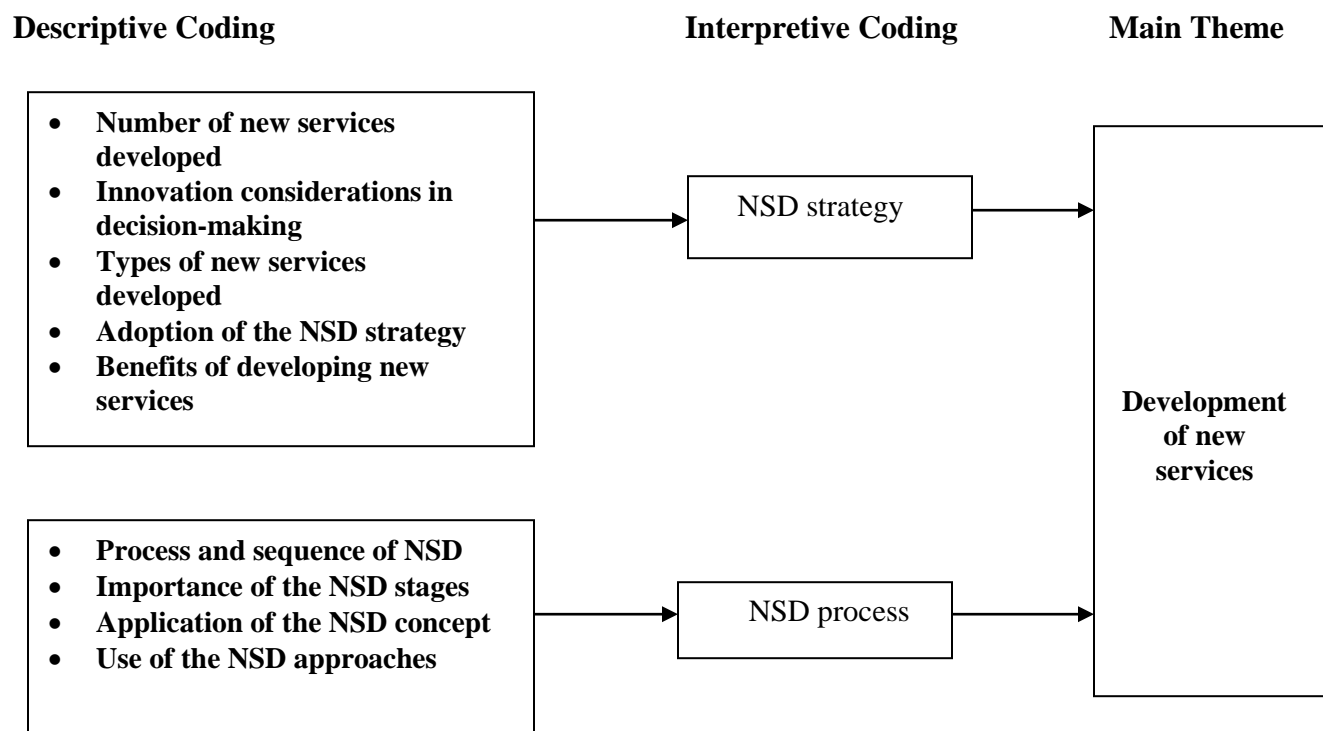 Descriptive Coding
Interpretive Coding
Main Theme
• Number of new services
developed
• Innovation considerations in
decision-making
• Types of new services
developed
• Adoption of the NSD strategy
• Benefits of developing new
services
NSD strategy
• Process and sequence of NSD
• Importance of the NSD stages
• Application of the NSD concept
• Use of the NSD approaches
NSD process
Development
of new
services